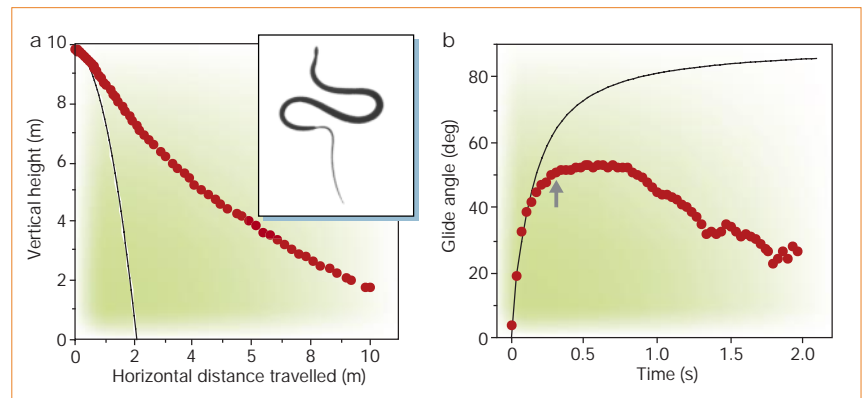 a
10
8
6
4
2
0
Vertical height (m)
0 2 4 5 8 10
Horizontal distance travelled (m)
b
80
60
40
20
0
Glide angle (deg)
0 0.5 1.0 1.5 2.0
Time (s)